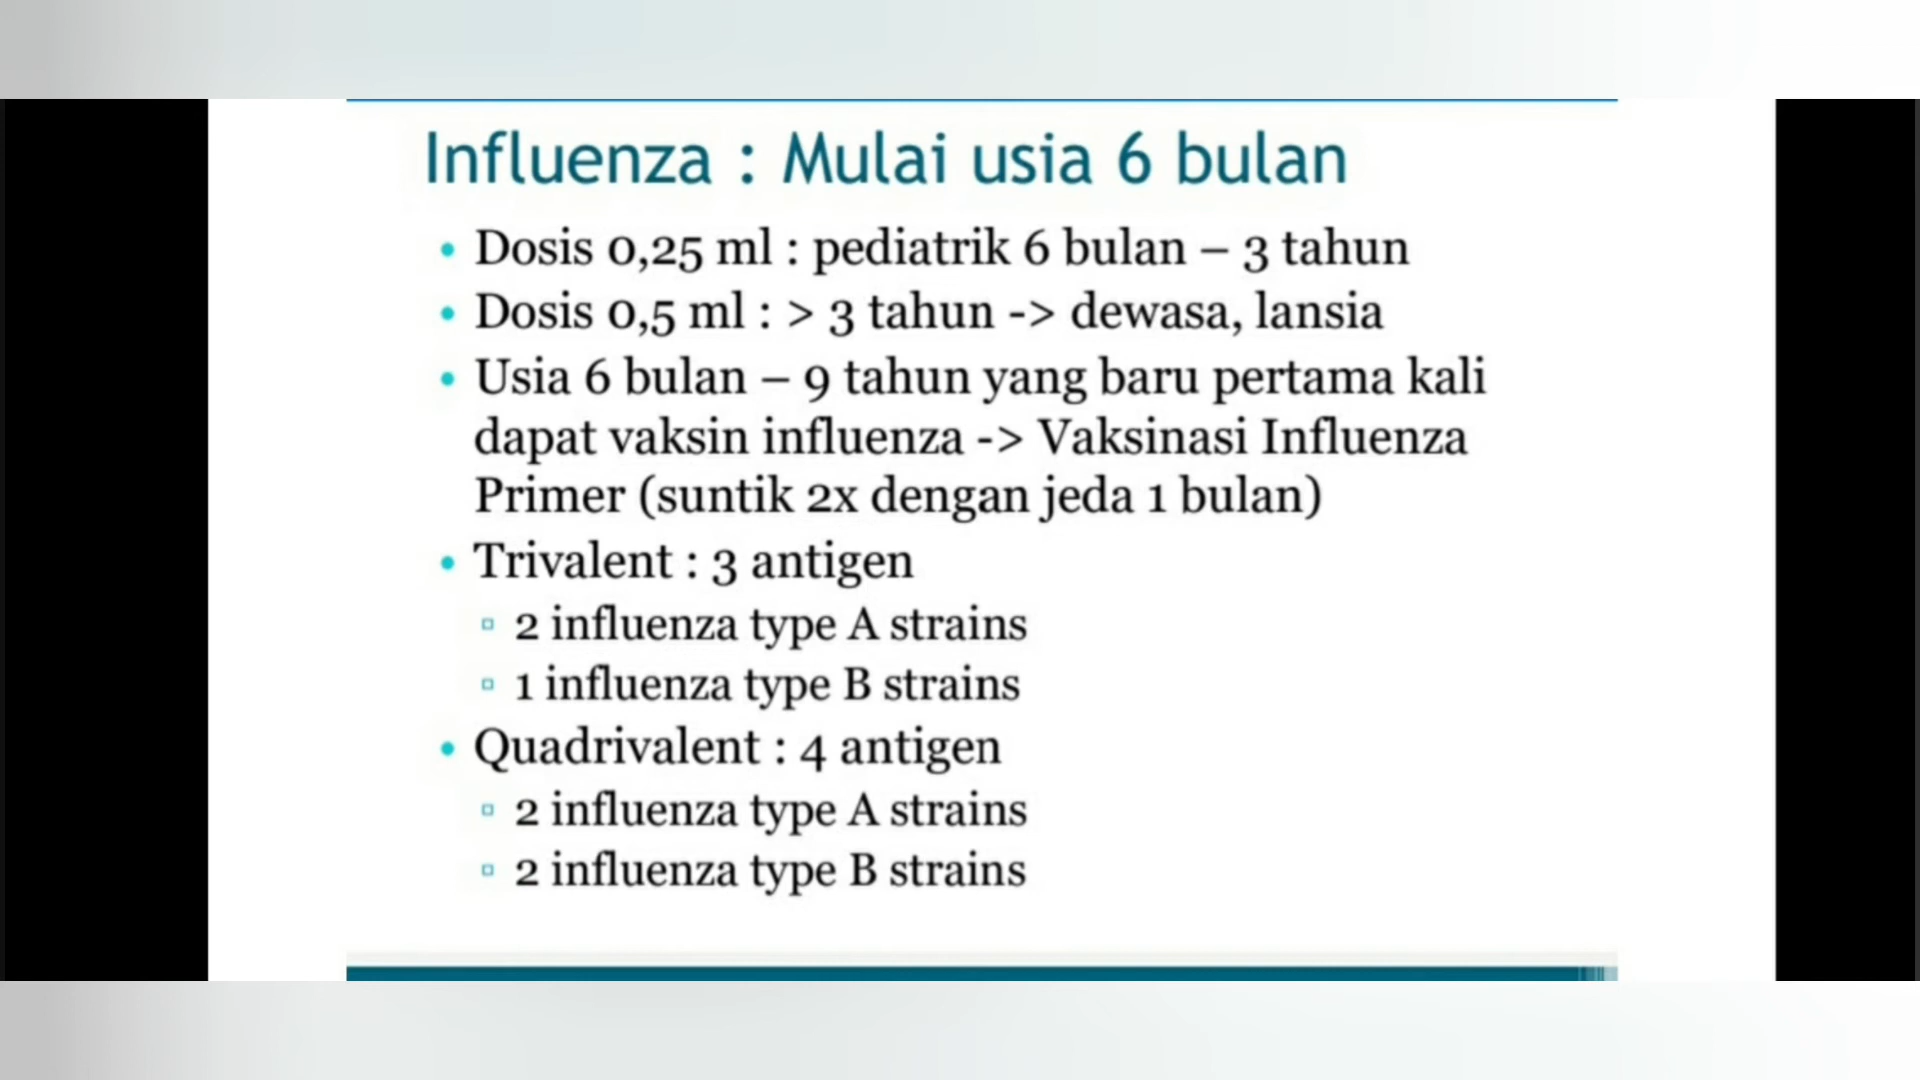 Influenza : Mulai usia 6 bulan
• Dosis 0,25 ml : pediatrik 6 bulan – 3 tahun
• Dosis 0,5 ml : > 3 tahun -> dewasa, lansia
• Usia 6 bulan – 9 tahun yang baru pertama kali
dapat vaksin influenza -> Vaksinasi Influenza
Primer (suntik 2x dengan jeda 1 bulan)
• Trivalent : 3 antigen
▫ 2 influenza type A strains
▫ 1 influenza type B strains
• Quadrivalent : 4 antigen
▫ 2 influenza type A strains
▫ 2 influenza type B strains